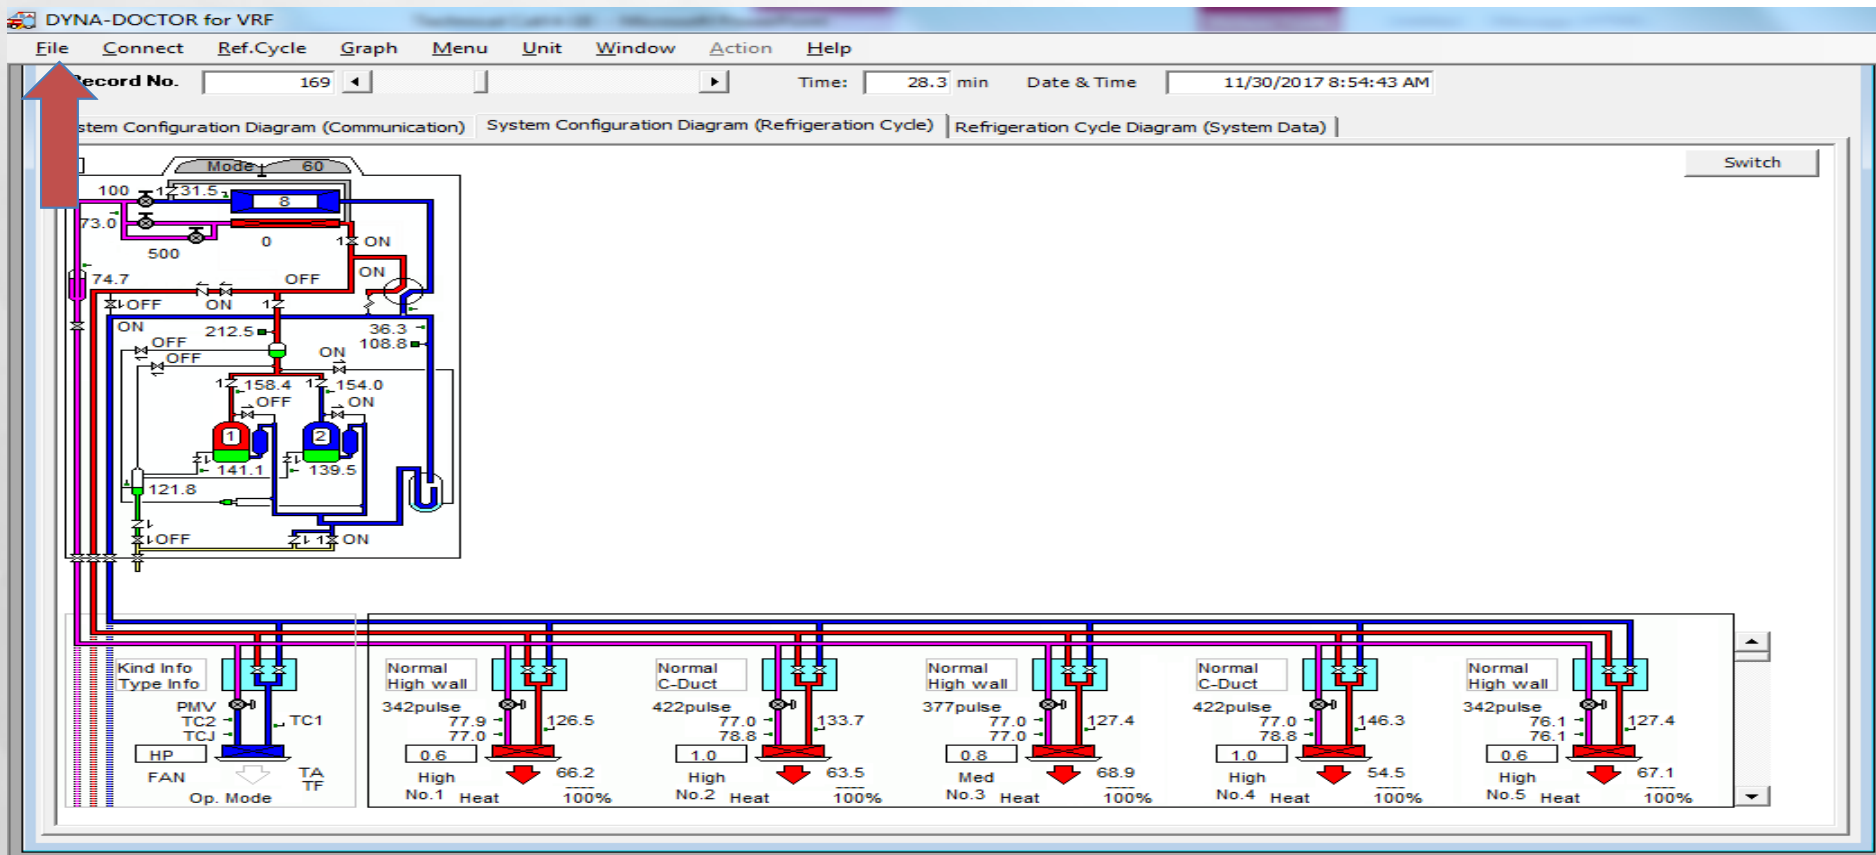 DYNA-DOCTOR for VRF
File Connect Ref.Cycle Graph Menu Unit Window Action Help
Record No. 169 Time: 28.3 min Date & Time 11/30/2017 8:54:43 AM
stem Configuration Diagram (Communication) System Configuration Diagram (Refrigeration Cycle) Refrigeration Cycle Diagram (System Data)
Switch
Mode 60
100 1 31.5
8
73.0
0 1 ON
500
ON
74.7 OFF
OFF ON 1
ON 212.5 36.3
OFF 108.8
OFF ON
1 158.4 1 154.0
OFF ON
1 2
141.1 139.5
121.8
OFF 1 ON
Kind Info
Type Info
PMV
TC2 TC1
TCJ
HP
FAN TA
TF
Op. Mode
Normal
High wall
342pulse
77.9 126.5
77.0
0.6
High 66.2
No.1 Heat ---- 100%
Normal
C-Duct
422pulse
77.0 133.7
78.8
1.0
High 63.5
No.2 Heat ---- 100%
Normal
High wall
377pulse
77.0 127.4
77.0
0.8
Med 68.9
No.3 Heat ---- 100%
Normal
C-Duct
422pulse
77.0 146.3
78.8
1.0
High 54.5
No.4 Heat ---- 100%
Normal
High wall
342pulse
76.1 127.4
76.1
0.6
High 67.1
No.5 Heat ---- 100%